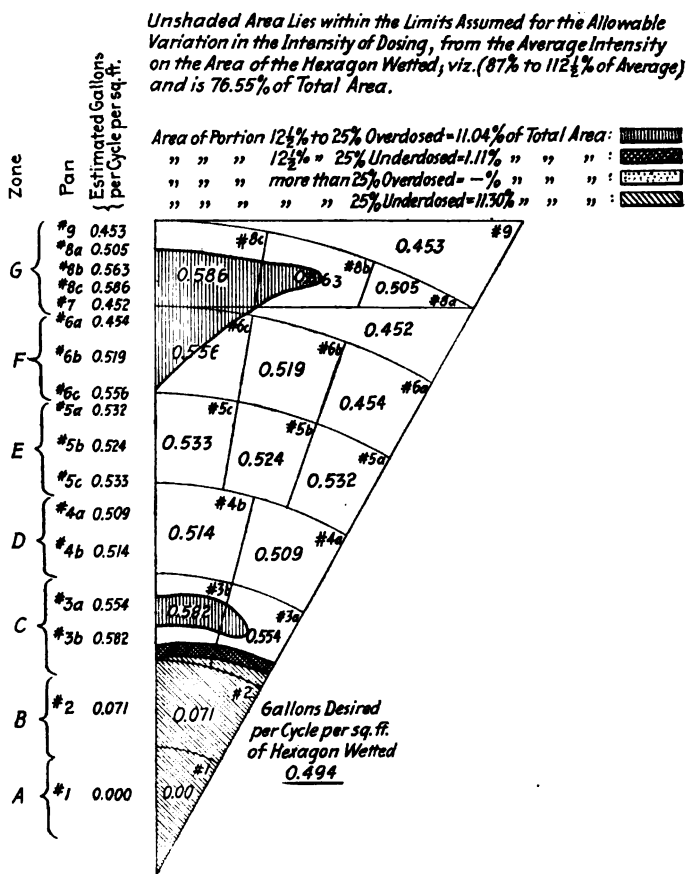 Unshaded Area Lies within the Limits Assumed for the Allowable
Variation in the Intensity of Dosing, from the Average Intensity
on the Area of the Hexagon Wetted; viz. (87% to 112½% of Average)
and is 76.55% of Total Area.
Area of Portion 12½% to 25% Overdosed = 11.04% of Total Area:
„ „ „ 12½% „ 25% Underdosed = 1.11% „ „ „ :
„ „ „ more than 25% Overdosed = —% „ „ „ :
„ „ „ „ „ 25% Underdosed = 11.30% „ „ „ :
Zone
Pan
Estimated Gallons
per Cycle per sq.ft.
G
#9 0.453
#8a 0.505
#8b 0.563
#8c 0.586
#7 0.452
F
#6a 0.454
#6b 0.519
#6c 0.556
E
#5a 0.532
#5b 0.524
#5c 0.533
D
#4a 0.509
#4b 0.514
C
#3a 0.554
#3b 0.582
B
#2 0.071
A
#1 0.000
#8c 0.453 #9
0.586 0.563 #8b 0.505 #8a
#6c 0.452
0.556 0.519 #6b 0.454 #6a
#5c #5b
0.533 0.524 0.532 #5a
#4b
0.514 0.509 #4a
#3b
0.582 0.554 #3a
0.071 #2
0.00 #1
Gallons Desired
per Cycle per sq.ft.
of Hexagon Wetted
0.494